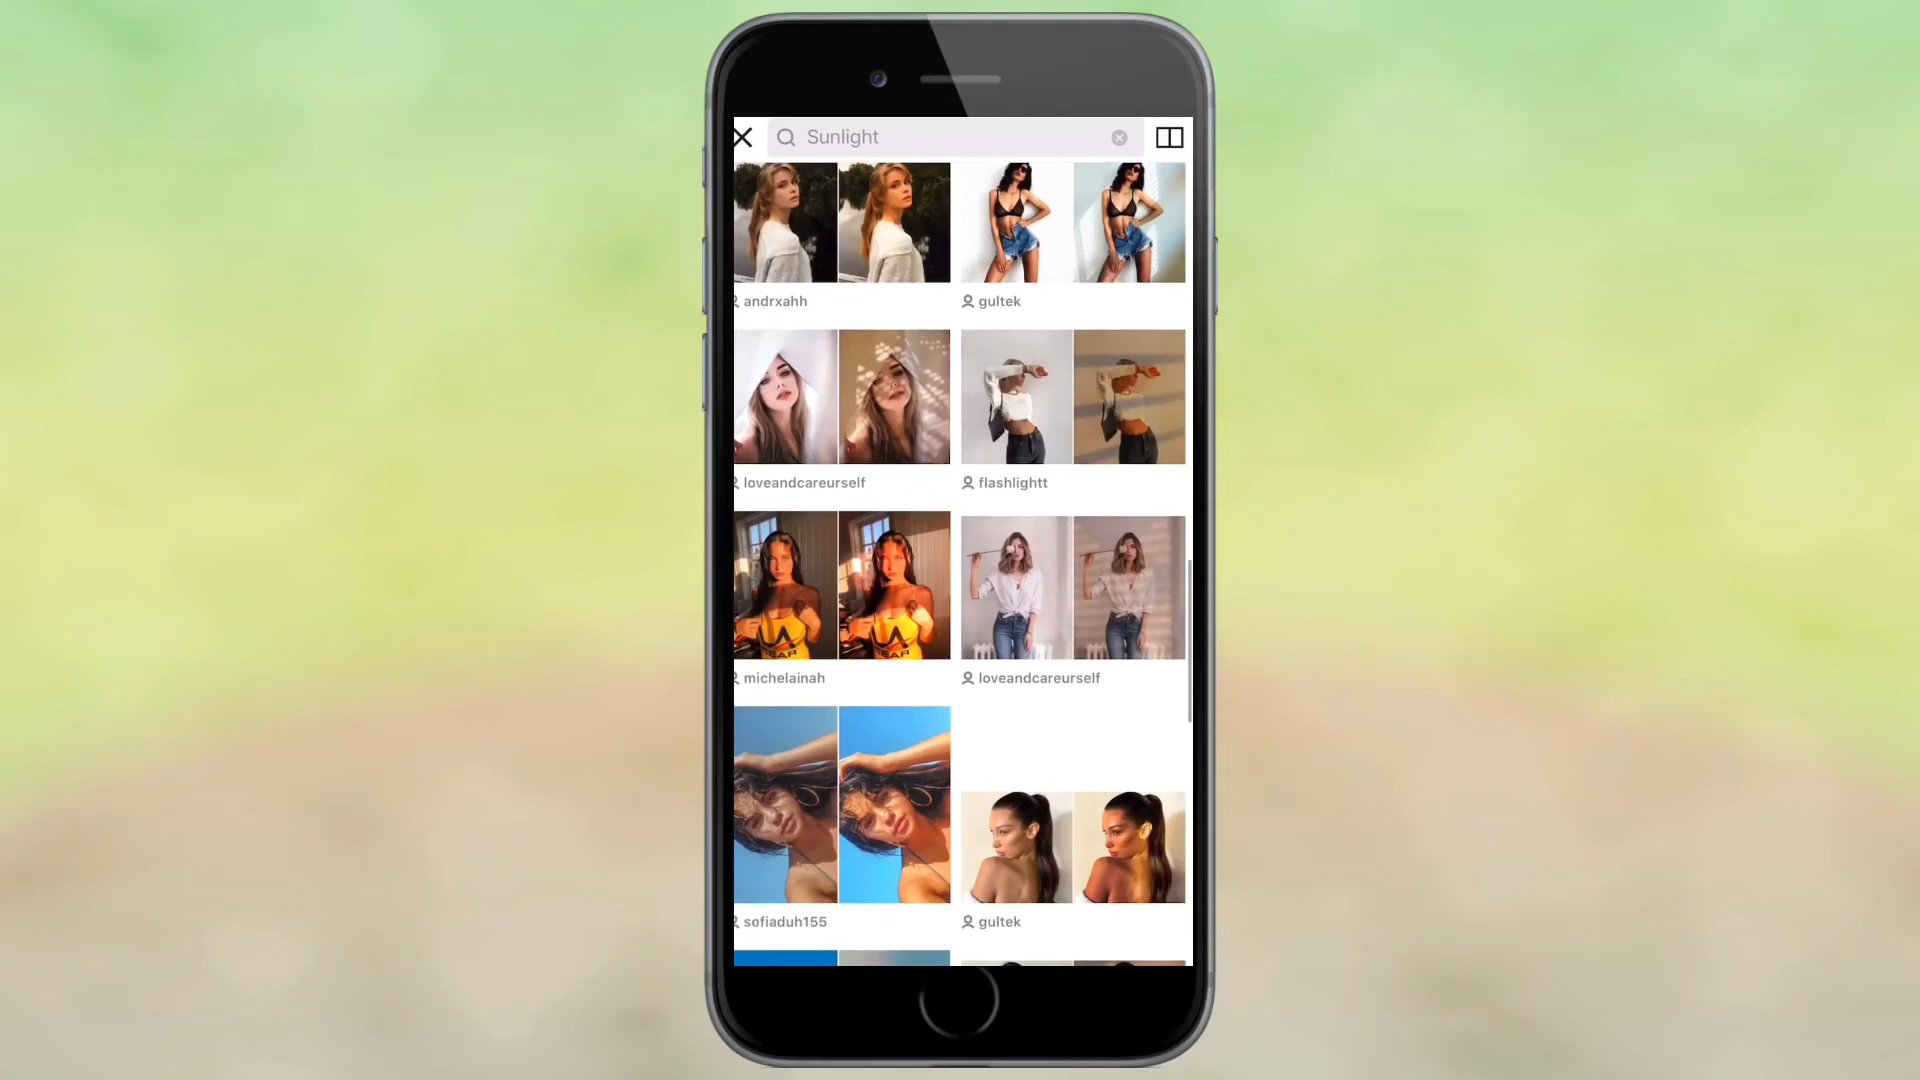 Sunlight
andrxahh
gultek
loveandcareurself
flashlightt
michelainah
loveandcareurself
sofiaduh155
gultek